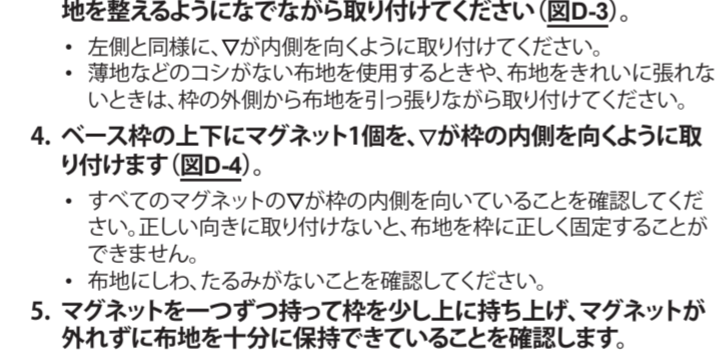 地を整えるようになでながら取り付けてください（図D-3）。
• 左側と同様に、▽が内側を向くように取り付けてください。
• 薄地などのコシがない布地を使用するときや、布地をきれいに張れな
いときは、枠の外側から布地を引っ張りながら取り付けてください。
4. ベース枠の上下にマグネット1個を、▽が枠の内側を向くように取
り付けます（図D-4）。
• すべてのマグネットの▽が枠の内側を向いていることを確認してくだ
さい。正しい向きに取り付けないと、布地を枠に正しく固定することが
できません。
• 布地にしわ、たるみがないことを確認してください。
5. マグネットを一つずつ持って枠を少し上に持ち上げ、マグネットが
外れずに布地を十分に保持できていることを確認します。